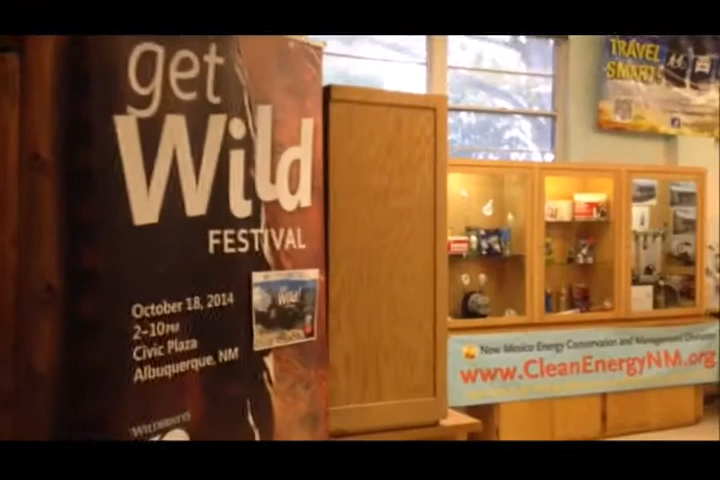 get
Wild
FESTIVAL
October 18, 2014
2-10PM
Civic Plaza
Albuquerque, NM
Wild!
WILDERNESS
TRAVEL
SMART!
New Mexico Energy Conservation and Management Division
www.CleanEnergyNM.org